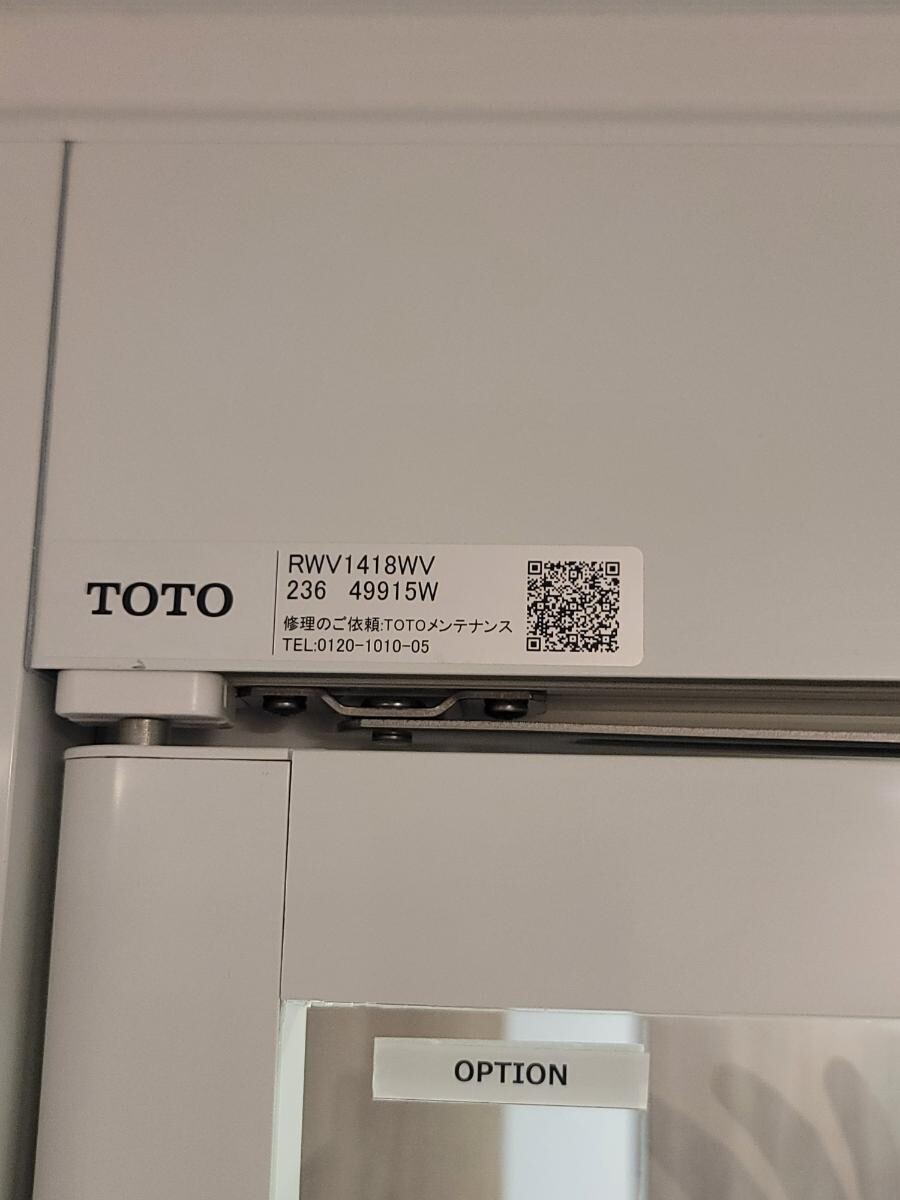 TOTO
RWV1418WV
236 49915W
修理のご依頼:TOTOメンテナンス
TEL:0120-1010-05
OPTION